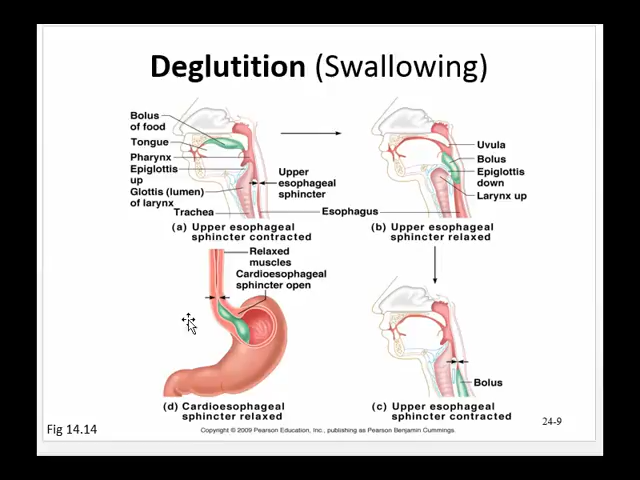 Deglutition (Swallowing)
Bolus
of food
Tongue
Pharynx
Epiglottis
up
Glottis (lumen)
of larynx
Trachea
Upper
esophageal
sphincter
Esophagus
(a) Upper esophageal
sphincter contracted
Uvula
Bolus
Epiglottis
down
Larynx up
(b) Upper esophageal
sphincter relaxed
Relaxed
muscles
Cardioesophageal
sphincter open
(d) Cardioesophageal
sphincter relaxed
Bolus
(c) Upper esophageal
sphincter contracted
Fig 14.14
Copyright © 2009 Pearson Education, Inc., publishing as Pearson Benjamin Cummings.
24-9